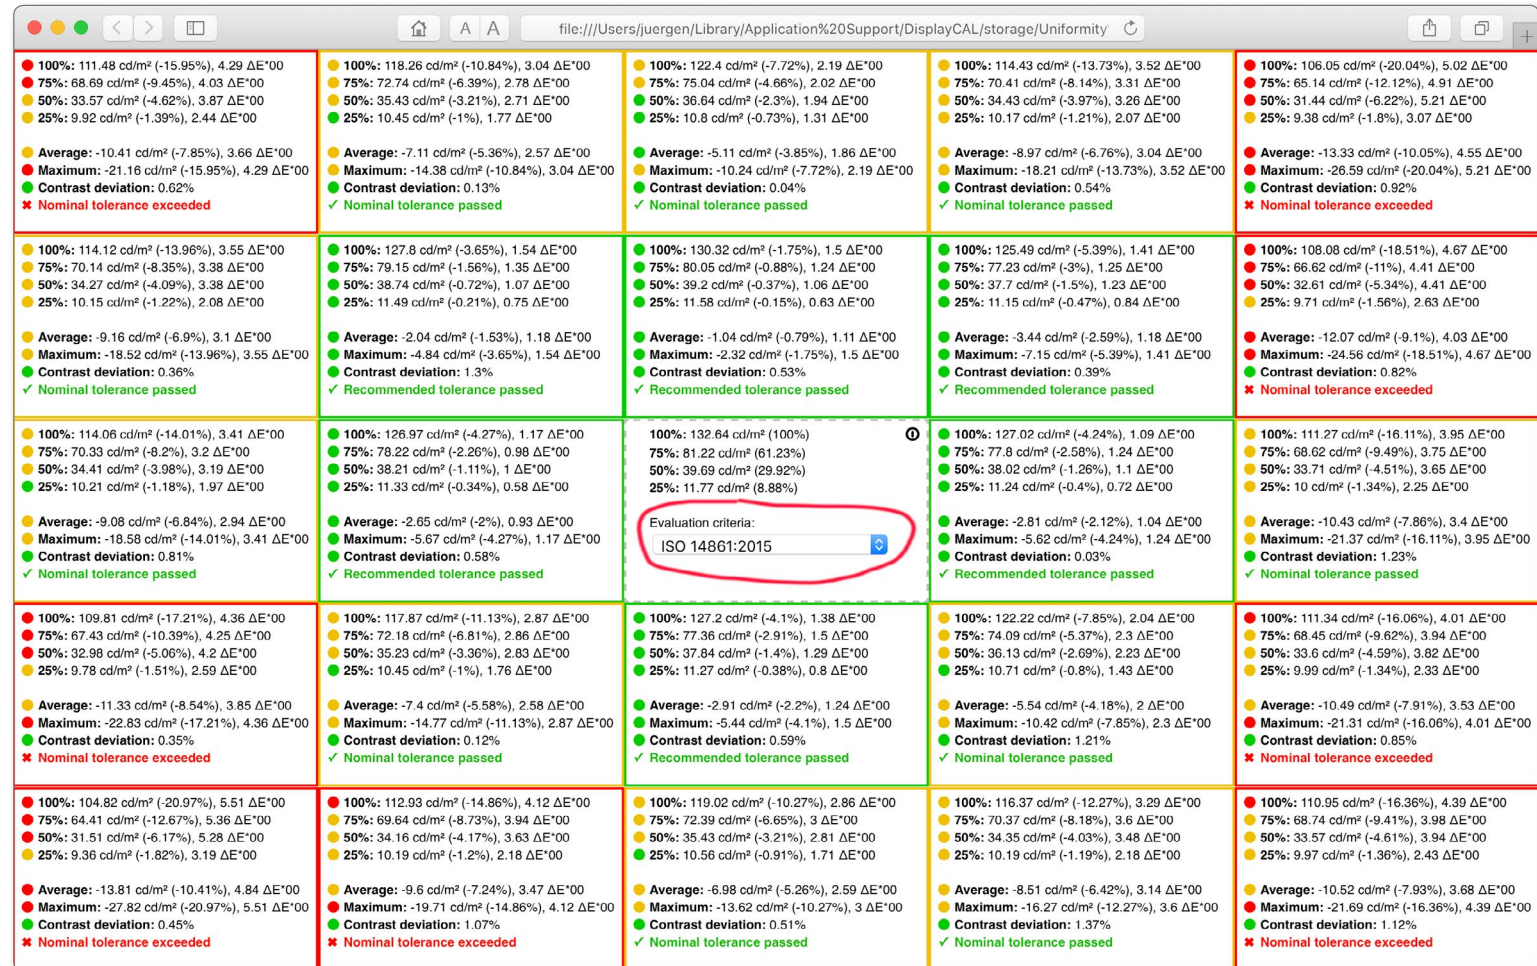 A A file:///Users/juergen/Library/Application%20Support/DisplayCAL/storage/Uniformity
100%: 111.48 cd/m² (-15.95%), 4.29 ΔE*00
75%: 68.69 cd/m² (-9.45%), 4.03 ΔE*00
50%: 33.57 cd/m² (-4.62%), 3.87 ΔE*00
25%: 9.92 cd/m² (-1.39%), 2.44 ΔE*00
Average: -10.41 cd/m² (-7.85%), 3.66 ΔE*00
Maximum: -21.16 cd/m² (-15.95%), 4.29 ΔE*00
Contrast deviation: 0.62%
✖ Nominal tolerance exceeded
100%: 118.26 cd/m² (-10.84%), 3.04 ΔE*00
75%: 72.74 cd/m² (-6.39%), 2.78 ΔE*00
50%: 35.43 cd/m² (-3.21%), 2.71 ΔE*00
25%: 10.45 cd/m² (-1%), 1.77 ΔE*00
Average: -7.11 cd/m² (-5.36%), 2.57 ΔE*00
Maximum: -14.38 cd/m² (-10.84%), 3.04 ΔE*00
Contrast deviation: 0.13%
✓ Nominal tolerance passed
100%: 122.4 cd/m² (-7.72%), 2.19 ΔE*00
75%: 75.04 cd/m² (-4.66%), 2.02 ΔE*00
50%: 36.64 cd/m² (-2.3%), 1.94 ΔE*00
25%: 10.8 cd/m² (-0.73%), 1.31 ΔE*00
Average: -5.11 cd/m² (-3.85%), 1.86 ΔE*00
Maximum: -10.24 cd/m² (-7.72%), 2.19 ΔE*00
Contrast deviation: 0.04%
✓ Nominal tolerance passed
100%: 114.43 cd/m² (-13.73%), 3.52 ΔE*00
75%: 70.41 cd/m² (-8.14%), 3.31 ΔE*00
50%: 34.43 cd/m² (-3.97%), 3.26 ΔE*00
25%: 10.17 cd/m² (-1.21%), 2.07 ΔE*00
Average: -8.97 cd/m² (-6.76%), 3.04 ΔE*00
Maximum: -18.21 cd/m² (-13.73%), 3.52 ΔE*00
Contrast deviation: 0.54%
✓ Nominal tolerance passed
100%: 106.05 cd/m² (-20.04%), 5.02 ΔE*00
75%: 65.14 cd/m² (-12.12%), 4.91 ΔE*00
50%: 31.44 cd/m² (-6.22%), 5.21 ΔE*00
25%: 9.38 cd/m² (-1.8%), 3.07 ΔE*00
Average: -13.33 cd/m² (-10.05%), 4.55 ΔE*00
Maximum: -26.59 cd/m² (-20.04%), 5.21 ΔE*00
Contrast deviation: 0.92%
✖ Nominal tolerance exceeded
100%: 114.12 cd/m² (-13.96%), 3.55 ΔE*00
75%: 70.14 cd/m² (-8.35%), 3.38 ΔE*00
50%: 34.27 cd/m² (-4.09%), 3.38 ΔE*00
25%: 10.15 cd/m² (-1.22%), 2.08 ΔE*00
Average: -9.16 cd/m² (-6.9%), 3.1 ΔE*00
Maximum: -18.52 cd/m² (-13.96%), 3.55 ΔE*00
Contrast deviation: 0.36%
✓ Nominal tolerance passed
100%: 127.8 cd/m² (-3.65%), 1.54 ΔE*00
75%: 79.15 cd/m² (-1.56%), 1.35 ΔE*00
50%: 38.74 cd/m² (-0.72%), 1.07 ΔE*00
25%: 11.49 cd/m² (-0.21%), 0.75 ΔE*00
Average: -2.04 cd/m² (-1.53%), 1.18 ΔE*00
Maximum: -4.84 cd/m² (-3.65%), 1.54 ΔE*00
Contrast deviation: 1.3%
✓ Recommended tolerance passed
100%: 130.32 cd/m² (-1.75%), 1.5 ΔE*00
75%: 80.05 cd/m² (-0.88%), 1.24 ΔE*00
50%: 39.2 cd/m² (-0.37%), 1.06 ΔE*00
25%: 11.58 cd/m² (-0.15%), 0.63 ΔE*00
Average: -1.04 cd/m² (-0.79%), 1.11 ΔE*00
Maximum: -2.32 cd/m² (-1.75%), 1.5 ΔE*00
Contrast deviation: 0.53%
✓ Recommended tolerance passed
100%: 125.49 cd/m² (-5.39%), 1.41 ΔE*00
75%: 77.23 cd/m² (-3%), 1.25 ΔE*00
50%: 37.7 cd/m² (-1.5%), 1.23 ΔE*00
25%: 11.15 cd/m² (-0.47%), 0.84 ΔE*00
Average: -3.44 cd/m² (-2.59%), 1.18 ΔE*00
Maximum: -7.15 cd/m² (-5.39%), 1.41 ΔE*00
Contrast deviation: 0.39%
✓ Recommended tolerance passed
100%: 108.08 cd/m² (-18.51%), 4.67 ΔE*00
75%: 66.62 cd/m² (-11%), 4.41 ΔE*00
50%: 32.61 cd/m² (-5.34%), 4.41 ΔE*00
25%: 9.71 cd/m² (-1.56%), 2.63 ΔE*00
Average: -12.07 cd/m² (-9.1%), 4.03 ΔE*00
Maximum: -24.56 cd/m² (-18.51%), 4.67 ΔE*00
Contrast deviation: 0.82%
✖ Nominal tolerance exceeded
100%: 114.06 cd/m² (-14.01%), 3.41 ΔE*00
75%: 70.33 cd/m² (-8.2%), 3.2 ΔE*00
50%: 34.41 cd/m² (-3.98%), 3.19 ΔE*00
25%: 10.21 cd/m² (-1.18%), 1.97 ΔE*00
Average: -9.08 cd/m² (-6.84%), 2.94 ΔE*00
Maximum: -18.58 cd/m² (-14.01%), 3.41 ΔE*00
Contrast deviation: 0.81%
✓ Nominal tolerance passed
100%: 126.97 cd/m² (-4.27%), 1.17 ΔE*00
75%: 78.22 cd/m² (-2.26%), 0.98 ΔE*00
50%: 38.21 cd/m² (-1.11%), 1 ΔE*00
25%: 11.33 cd/m² (-0.34%), 0.58 ΔE*00
Average: -2.65 cd/m² (-2%), 0.93 ΔE*00
Maximum: -5.67 cd/m² (-4.27%), 1.17 ΔE*00
Contrast deviation: 0.58%
✓ Recommended tolerance passed
100%: 132.64 cd/m² (100%)
75%: 81.22 cd/m² (61.23%)
50%: 39.69 cd/m² (29.92%)
25%: 11.77 cd/m² (8.88%)
Evaluation criteria:
ISO 14861:2015
100%: 127.02 cd/m² (-4.24%), 1.09 ΔE*00
75%: 77.8 cd/m² (-2.58%), 1.24 ΔE*00
50%: 38.02 cd/m² (-1.26%), 1.1 ΔE*00
25%: 11.24 cd/m² (-0.4%), 0.72 ΔE*00
Average: -2.81 cd/m² (-2.12%), 1.04 ΔE*00
Maximum: -5.62 cd/m² (-4.24%), 1.24 ΔE*00
Contrast deviation: 0.03%
✓ Recommended tolerance passed
100%: 111.27 cd/m² (-16.11%), 3.95 ΔE*00
75%: 68.62 cd/m² (-9.49%), 3.75 ΔE*00
50%: 33.71 cd/m² (-4.51%), 3.65 ΔE*00
25%: 10 cd/m² (-1.34%), 2.25 ΔE*00
Average: -10.43 cd/m² (-7.86%), 3.4 ΔE*00
Maximum: -21.37 cd/m² (-16.11%), 3.95 ΔE*00
Contrast deviation: 1.23%
✓ Nominal tolerance passed
100%: 109.81 cd/m² (-17.21%), 4.36 ΔE*00
75%: 67.43 cd/m² (-10.39%), 4.25 ΔE*00
50%: 32.98 cd/m² (-5.06%), 4.2 ΔE*00
25%: 9.78 cd/m² (-1.51%), 2.59 ΔE*00
Average: -11.33 cd/m² (-8.54%), 3.85 ΔE*00
Maximum: -22.83 cd/m² (-17.21%), 4.36 ΔE*00
Contrast deviation: 0.35%
✖ Nominal tolerance exceeded
100%: 117.87 cd/m² (-11.13%), 2.87 ΔE*00
75%: 72.18 cd/m² (-6.81%), 2.86 ΔE*00
50%: 35.23 cd/m² (-3.36%), 2.83 ΔE*00
25%: 10.45 cd/m² (-1%), 1.76 ΔE*00
Average: -7.4 cd/m² (-5.58%), 2.58 ΔE*00
Maximum: -14.77 cd/m² (-11.13%), 2.87 ΔE*00
Contrast deviation: 0.12%
✓ Nominal tolerance passed
100%: 127.2 cd/m² (-4.1%), 1.38 ΔE*00
75%: 77.36 cd/m² (-2.91%), 1.5 ΔE*00
50%: 37.84 cd/m² (-1.4%), 1.29 ΔE*00
25%: 11.27 cd/m² (-0.38%), 0.8 ΔE*00
Average: -2.91 cd/m² (-2.2%), 1.24 ΔE*00
Maximum: -5.44 cd/m² (-4.1%), 1.5 ΔE*00
Contrast deviation: 0.59%
✓ Recommended tolerance passed
100%: 122.22 cd/m² (-7.85%), 2.04 ΔE*00
75%: 74.09 cd/m² (-5.37%), 2.3 ΔE*00
50%: 36.13 cd/m² (-2.69%), 2.23 ΔE*00
25%: 10.71 cd/m² (-0.8%), 1.43 ΔE*00
Average: -5.54 cd/m² (-4.18%), 2 ΔE*00
Maximum: -10.42 cd/m² (-7.85%), 2.3 ΔE*00
Contrast deviation: 1.21%
✓ Nominal tolerance passed
100%: 111.34 cd/m² (-16.06%), 4.01 ΔE*00
75%: 68.45 cd/m² (-9.62%), 3.94 ΔE*00
50%: 33.6 cd/m² (-4.59%), 3.82 ΔE*00
25%: 9.99 cd/m² (-1.34%), 2.33 ΔE*00
Average: -10.49 cd/m² (-7.91%), 3.53 ΔE*00
Maximum: -21.31 cd/m² (-16.06%), 4.01 ΔE*00
Contrast deviation: 0.85%
✖ Nominal tolerance exceeded
100%: 104.82 cd/m² (-20.97%), 5.51 ΔE*00
75%: 64.41 cd/m² (-12.67%), 5.36 ΔE*00
50%: 31.51 cd/m² (-6.17%), 5.28 ΔE*00
25%: 9.36 cd/m² (-1.82%), 3.19 ΔE*00
Average: -13.81 cd/m² (-10.41%), 4.84 ΔE*00
Maximum: -27.82 cd/m² (-20.97%), 5.51 ΔE*00
Contrast deviation: 0.45%
✖ Nominal tolerance exceeded
100%: 112.93 cd/m² (-14.86%), 4.12 ΔE*00
75%: 69.64 cd/m² (-8.73%), 3.94 ΔE*00
50%: 34.16 cd/m² (-4.17%), 3.63 ΔE*00
25%: 10.19 cd/m² (-1.2%), 2.18 ΔE*00
Average: -9.6 cd/m² (-7.24%), 3.47 ΔE*00
Maximum: -19.71 cd/m² (-14.86%), 4.12 ΔE*00
Contrast deviation: 1.07%
✖ Nominal tolerance exceeded
100%: 119.02 cd/m² (-10.27%), 2.86 ΔE*00
75%: 72.39 cd/m² (-6.65%), 3 ΔE*00
50%: 35.43 cd/m² (-3.21%), 2.81 ΔE*00
25%: 10.56 cd/m² (-0.91%), 1.71 ΔE*00
Average: -6.98 cd/m² (-5.26%), 2.59 ΔE*00
Maximum: -13.62 cd/m² (-10.27%), 3 ΔE*00
Contrast deviation: 0.51%
✓ Nominal tolerance passed
100%: 116.37 cd/m² (-12.27%), 3.29 ΔE*00
75%: 70.37 cd/m² (-8.18%), 3.6 ΔE*00
50%: 34.35 cd/m² (-4.03%), 3.48 ΔE*00
25%: 10.19 cd/m² (-1.19%), 2.18 ΔE*00
Average: -8.51 cd/m² (-6.42%), 3.14 ΔE*00
Maximum: -16.27 cd/m² (-12.27%), 3.6 ΔE*00
Contrast deviation: 1.37%
✓ Nominal tolerance passed
100%: 110.95 cd/m² (-16.36%), 4.39 ΔE*00
75%: 68.74 cd/m² (-9.41%), 3.98 ΔE*00
50%: 33.57 cd/m² (-4.61%), 3.94 ΔE*00
25%: 9.97 cd/m² (-1.36%), 2.43 ΔE*00
Average: -10.52 cd/m² (-7.93%), 3.68 ΔE*00
Maximum: -21.69 cd/m² (-16.36%), 4.39 ΔE*00
Contrast deviation: 1.12%
✖ Nominal tolerance exceeded